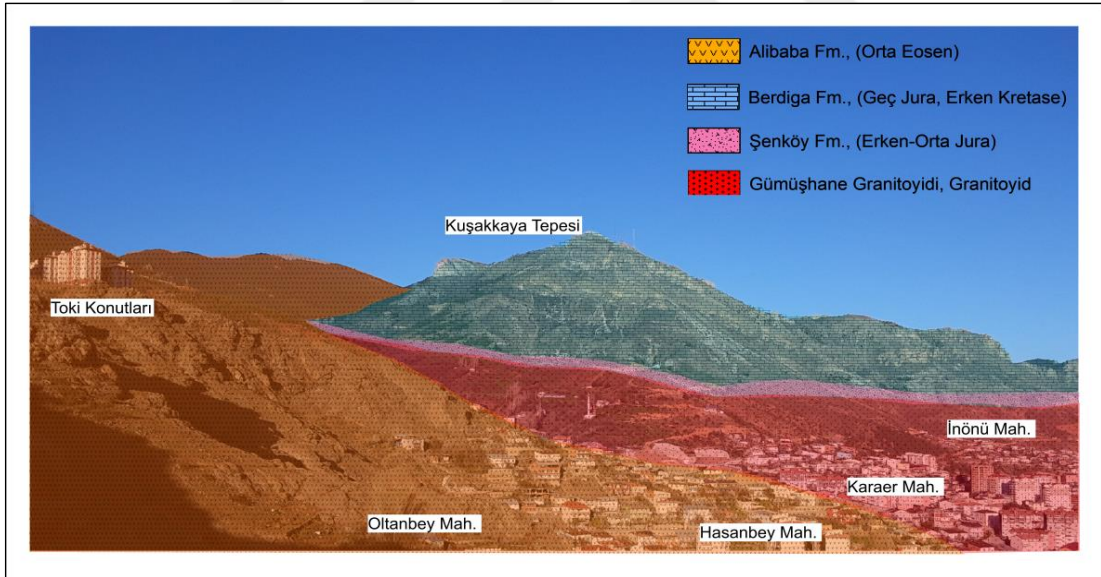 Alibaba Fm., (Orta Eosen)
Berdiga Fm., (Geç Jura, Erken Kretase)
Şenköy Fm., (Erken-Orta Jura)
Gümüşhane Granitoyidi, Granitoyid
Kuşakkaya Tepesi
Toki Konutları
İnönü Mah.
Karaer Mah.
Oltanbey Mah.
Hasanbey Mah.